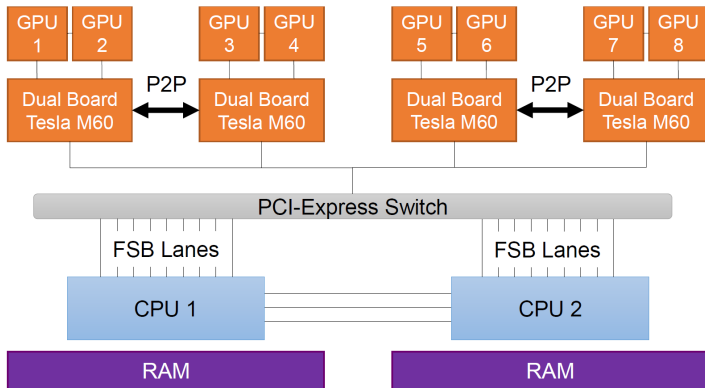 GPU
1
GPU
2
GPU
3
GPU
4
GPU
5
GPU
6
GPU
7
GPU
8
Dual Board
Tesla M60
P2P
Dual Board
Tesla M60
Dual Board
Tesla M60
P2P
Dual Board
Tesla M60
PCI-Express Switch
FSB Lanes
FSB Lanes
CPU 1
CPU 2
RAM
RAM